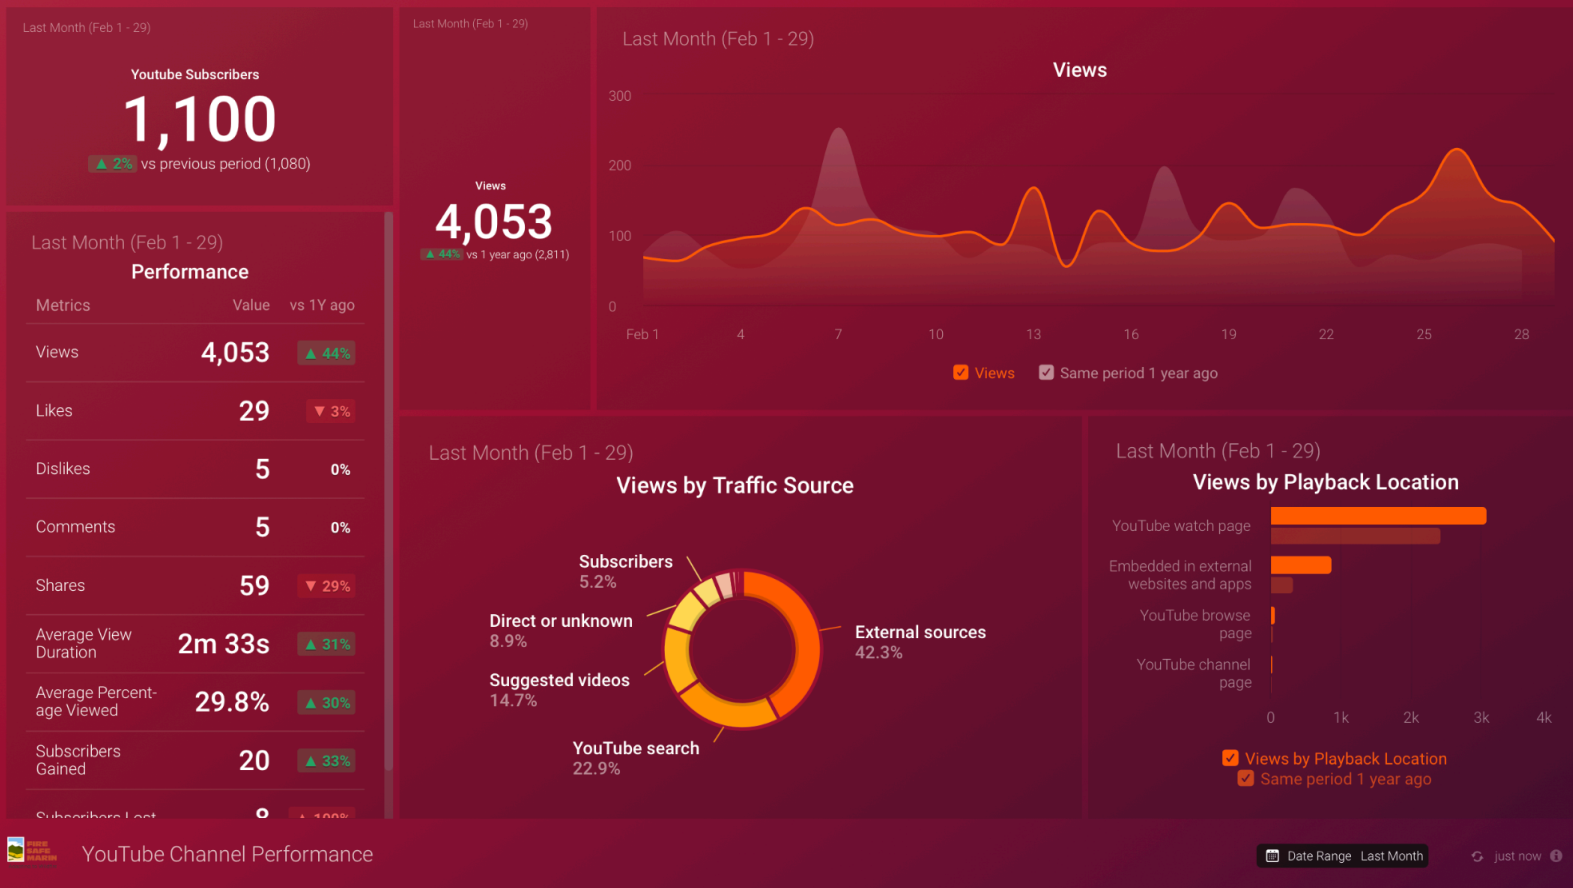 Last Month (Feb 1 - 29)
Youtube Subscribers
1,100
▲ 2% vs previous period (1,080)
Last Month (Feb 1 - 29)
Views
4,053
▲ 44% vs 1 year ago (2,811)
Last Month (Feb 1 - 29)
Views
300
200
100
0
Feb 1 4 7 10 13 16 19 22 25 28
Views Same period 1 year ago
Last Month (Feb 1 - 29)
Performance
Metrics Value vs 1Y ago
Views 4,053 ▲ 44%
Likes 29 ▼ 3%
Dislikes 5 0%
Comments 5 0%
Shares 59 ▼ 29%
Average View
Duration 2m 33s ▲ 31%
Average Percent-
age Viewed 29.8% ▲ 30%
Subscribers
Gained 20 ▲ 33%
Subscribers Lost 8 ▲ 100%
Last Month (Feb 1 - 29)
Views by Traffic Source
Subscribers
5.2%
Direct or unknown
8.9%
Suggested videos
14.7%
YouTube search
22.9%
External sources
42.3%
Last Month (Feb 1 - 29)
Views by Playback Location
YouTube watch page
Embedded in external
websites and apps
YouTube browse
page
YouTube channel
page
0 1k 2k 3k 4k
Views by Playback Location
Same period 1 year ago
FIRE
SAFE
MARIN
YouTube Channel Performance
Date Range Last Month
just now